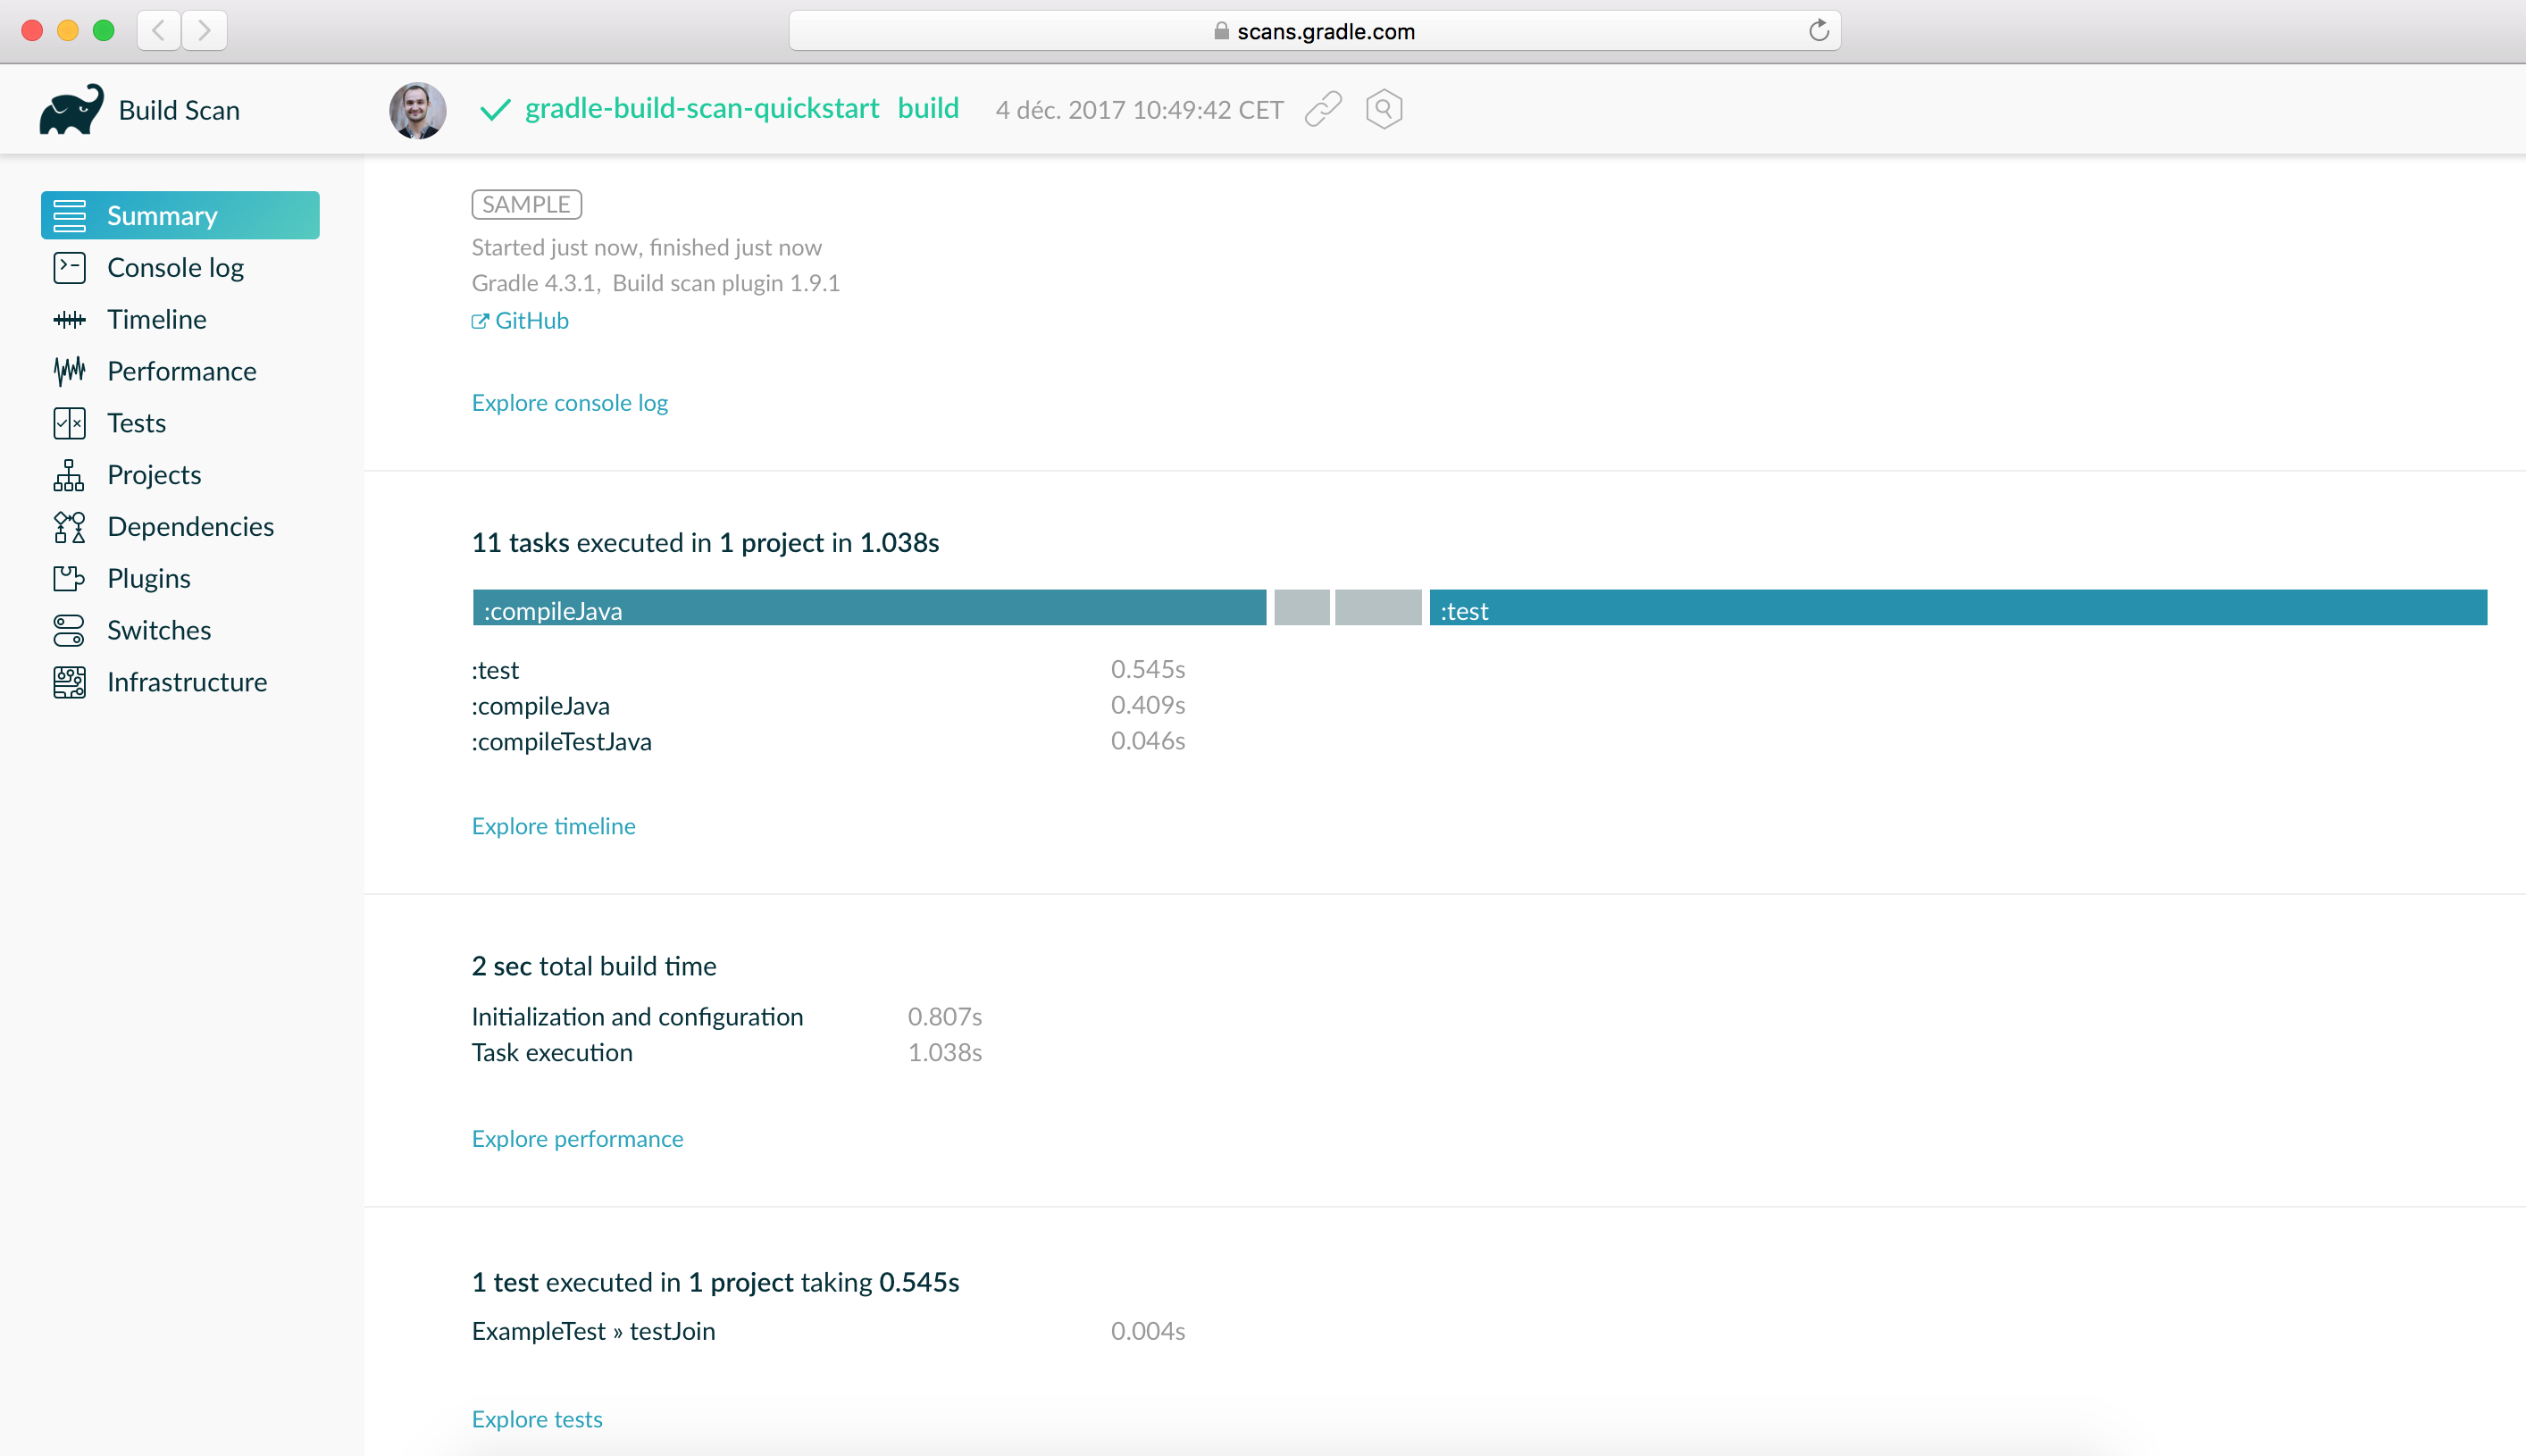 scans.gradle.com
Build Scan
gradle-build-scan-quickstart build 4 déc. 2017 10:49:42 CET
Summary
Console log
Timeline
Performance
Tests
Projects
Dependencies
Plugins
Switches
Infrastructure
SAMPLE
Started just now, finished just now
Gradle 4.3.1, Build scan plugin 1.9.1
GitHub
Explore console log
11 tasks executed in 1 project in 1.038s
:compileJava :test
:test 0.545s
:compileJava 0.409s
:compileTestJava 0.046s
Explore timeline
2 sec total build time
Initialization and configuration 0.807s
Task execution 1.038s
Explore performance
1 test executed in 1 project taking 0.545s
ExampleTest » testJoin 0.004s
Explore tests